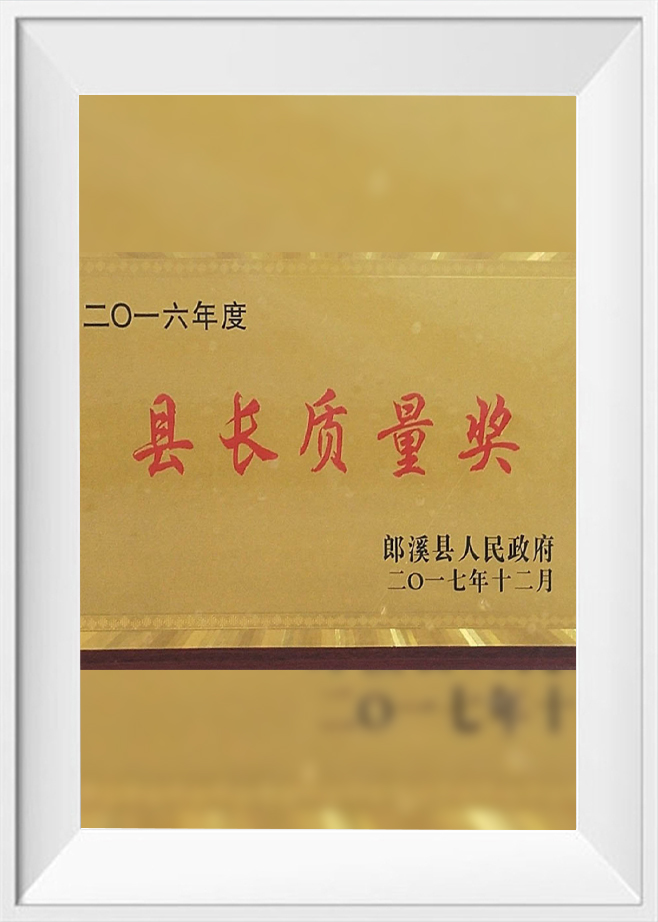 二〇一六年度
县长质量奖
郎溪县人民政府
二〇一七年十二月